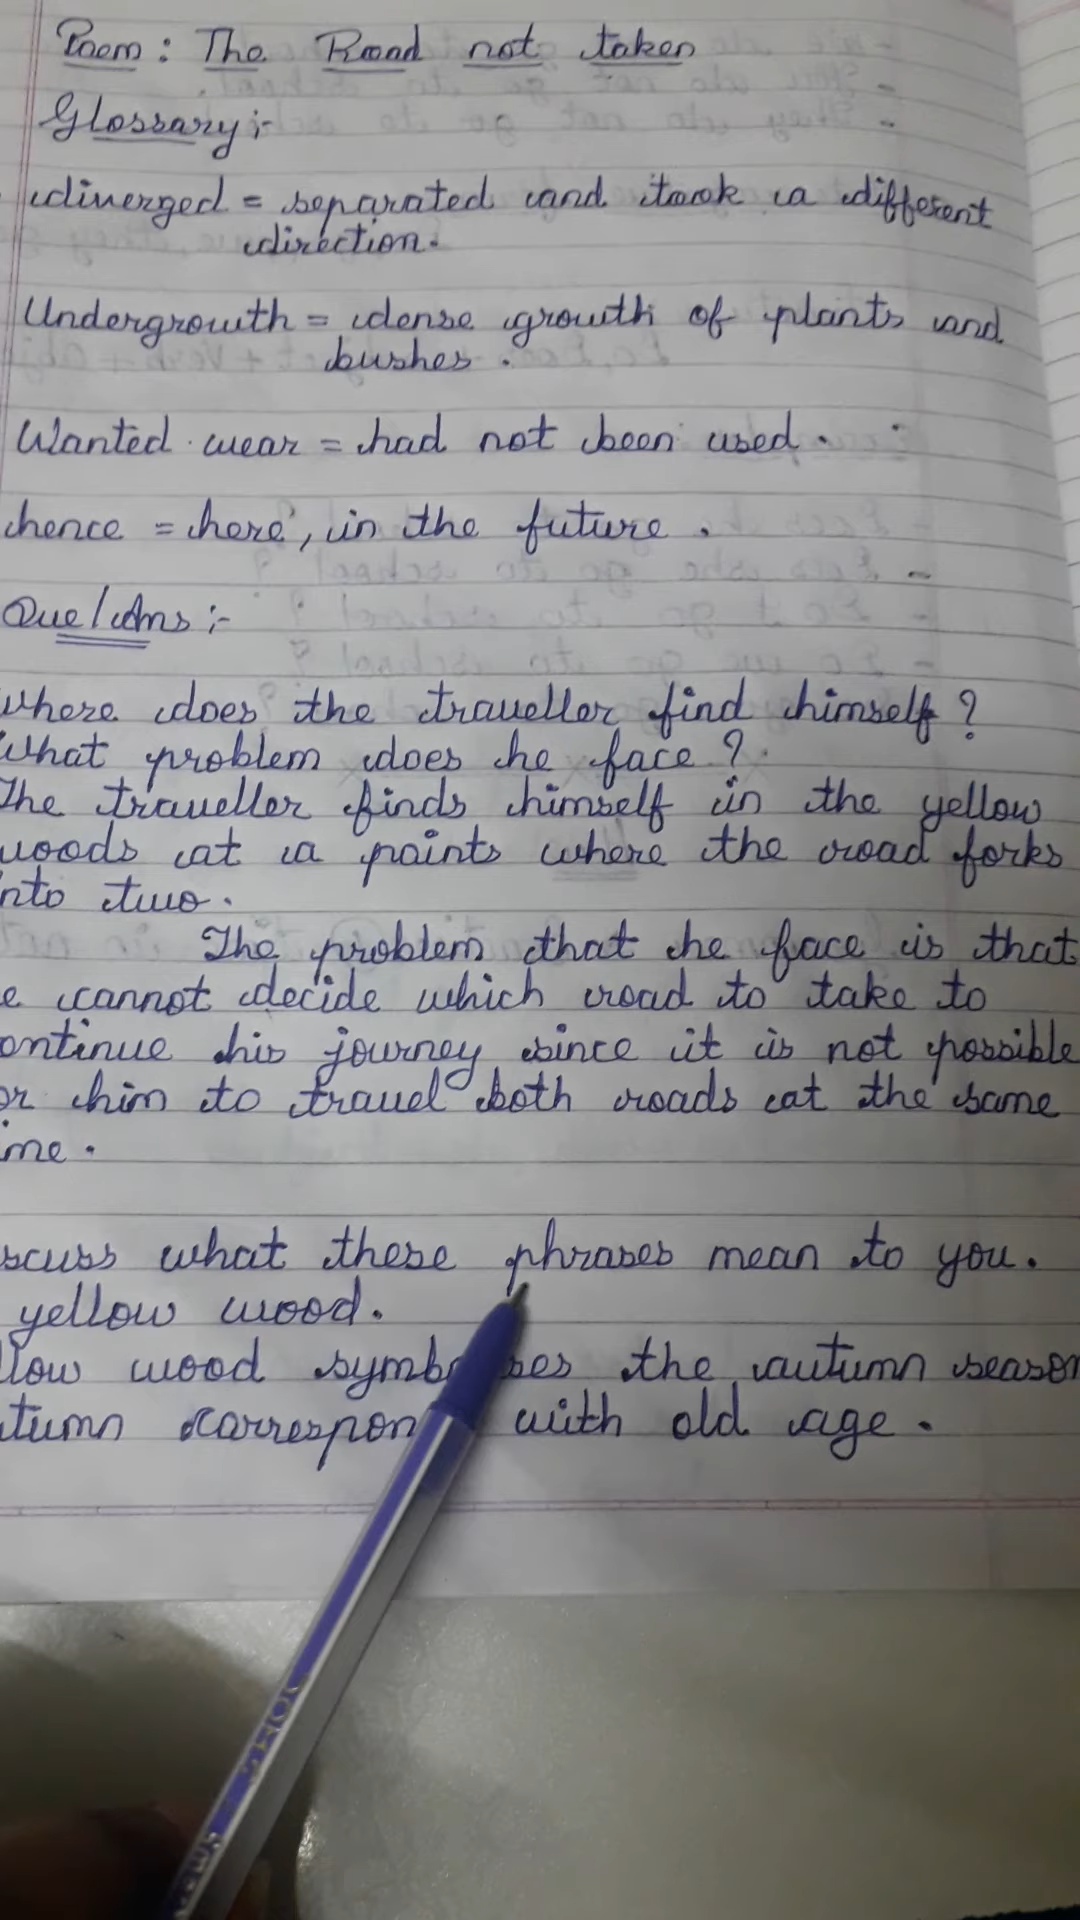 Poem : The Road not taken
Glossary :-
diverged = separated and took a different
direction.
Undergrowth = dense growth of plants and
bushes.
Wanted wear = had not been used.
hence = here, in the future.
Que/Ans :-
where does the traveller find himself?
what problem does he face?
The traveller finds himself in the yellow
woods at a points where the road forks
nto two.
The problem that he face is that
e cannot decide which road to take to
ontinue his journey since it is not possible
or him to travel both roads at the same
ime.
scuss what these phrases mean to you.
yellow wood.
llow wood symb ses the autumn season
tumn correspon with old age.